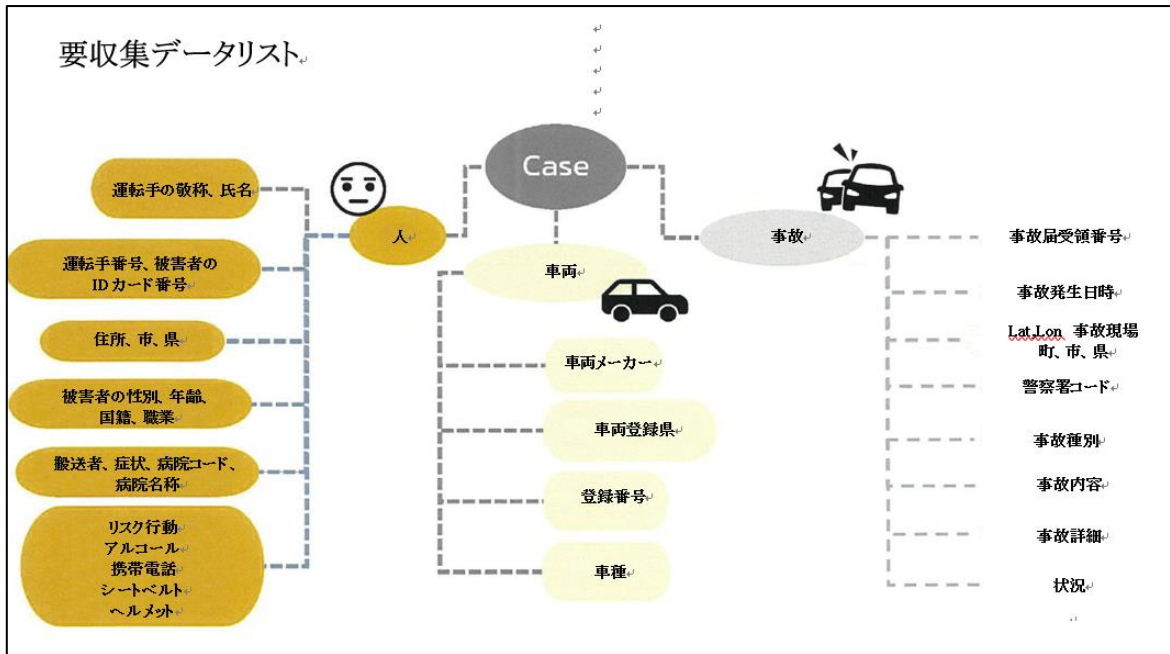 要収集データリスト
Case
人
運転手の敬称、氏名
運転手番号、被害者の
IDカード番号
住所、市、県
被害者の性別、年齢、
国籍、職業
搬送者、症状、病院コード、
病院名称
リスク行動
アルコール
携帯電話
シートベルト
ヘルメット
車両
車両メーカー
車両登録県
登録番号
車種
事故
事故届受領番号
事故発生日時
Lat,Lon 事故現場
町、市、県
警察署コード
事故種別
事故内容
事故詳細
状況